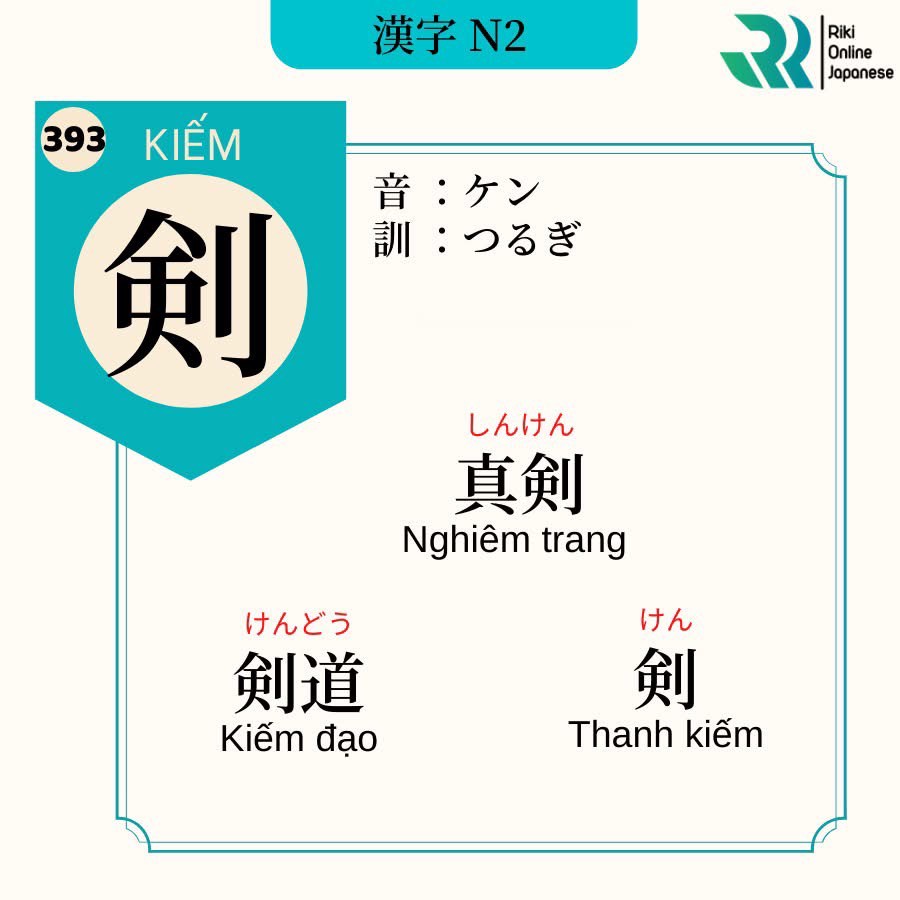 漢字 N2
Riki
Online
Japanese
393
KIẾM
剣
音 ：ケン
訓 ：つるぎ
しんけん
真剣
Nghiêm trang
けんどう
剣道
Kiếm đạo
けん
剣
Thanh kiếm